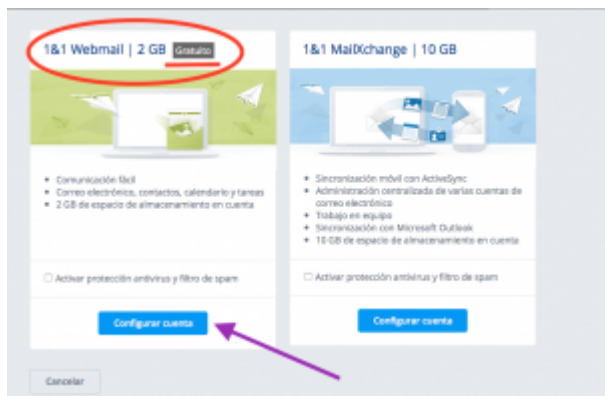 1&1 Webmail | 2 GB Gratuito
Comunicación fácil
Correo electrónico, contactos, calendario y tareas
2 GB de espacio de almacenamiento en cuenta
Activar protección antivirus y filtro de spam
Configurar cuenta
1&1 MailXchange | 10 GB
Sincronización móvil con ActiveSync
Administración centralizada de varias cuentas de
correo electrónico
Trabajo en equipo
Sincronización con Microsoft Outlook
10 GB de espacio de almacenamiento en cuenta
Activar protección antivirus y filtro de spam
Configurar cuenta
Cancelar